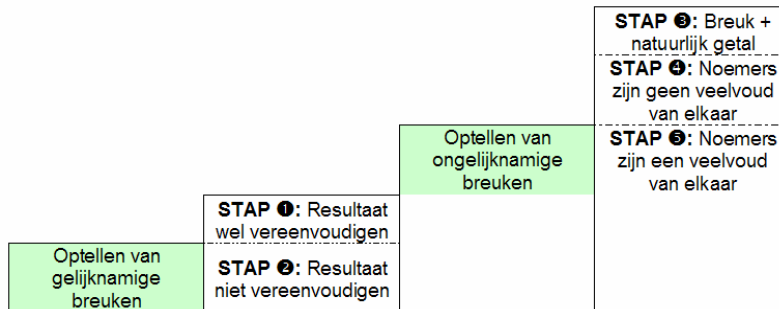 STAP ❸: Breuk +
natuurlijk getal
STAP ❹: Noemers
zijn geen veelvoud
van elkaar
Optellen van
ongelijknamige
breuken
STAP ❺: Noemers
zijn een veelvoud
van elkaar
STAP ❶: Resultaat
wel vereenvoudigen
Optellen van
gelijknamige
breuken
STAP ❷: Resultaat
niet vereenvoudigen